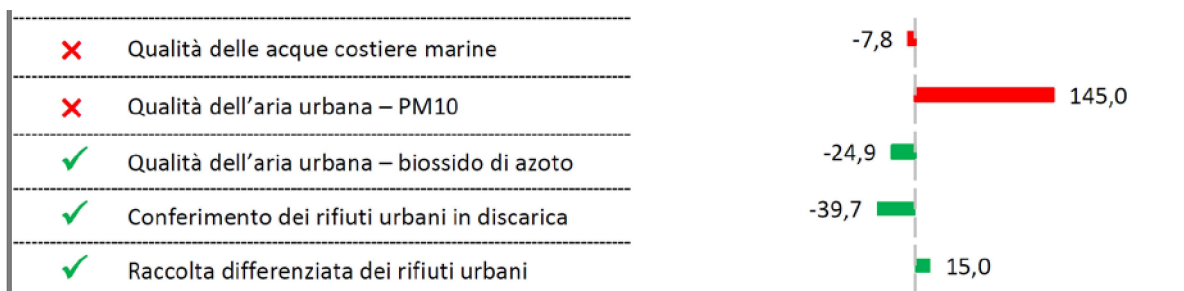 Qualità delle acque costiere marine -7,8
Qualità dell'aria urbana – PM10 145,0
Qualità dell'aria urbana – biossido di azoto -24,9
Conferimento dei rifiuti urbani in discarica -39,7
Raccolta differenziata dei rifiuti urbani 15,0